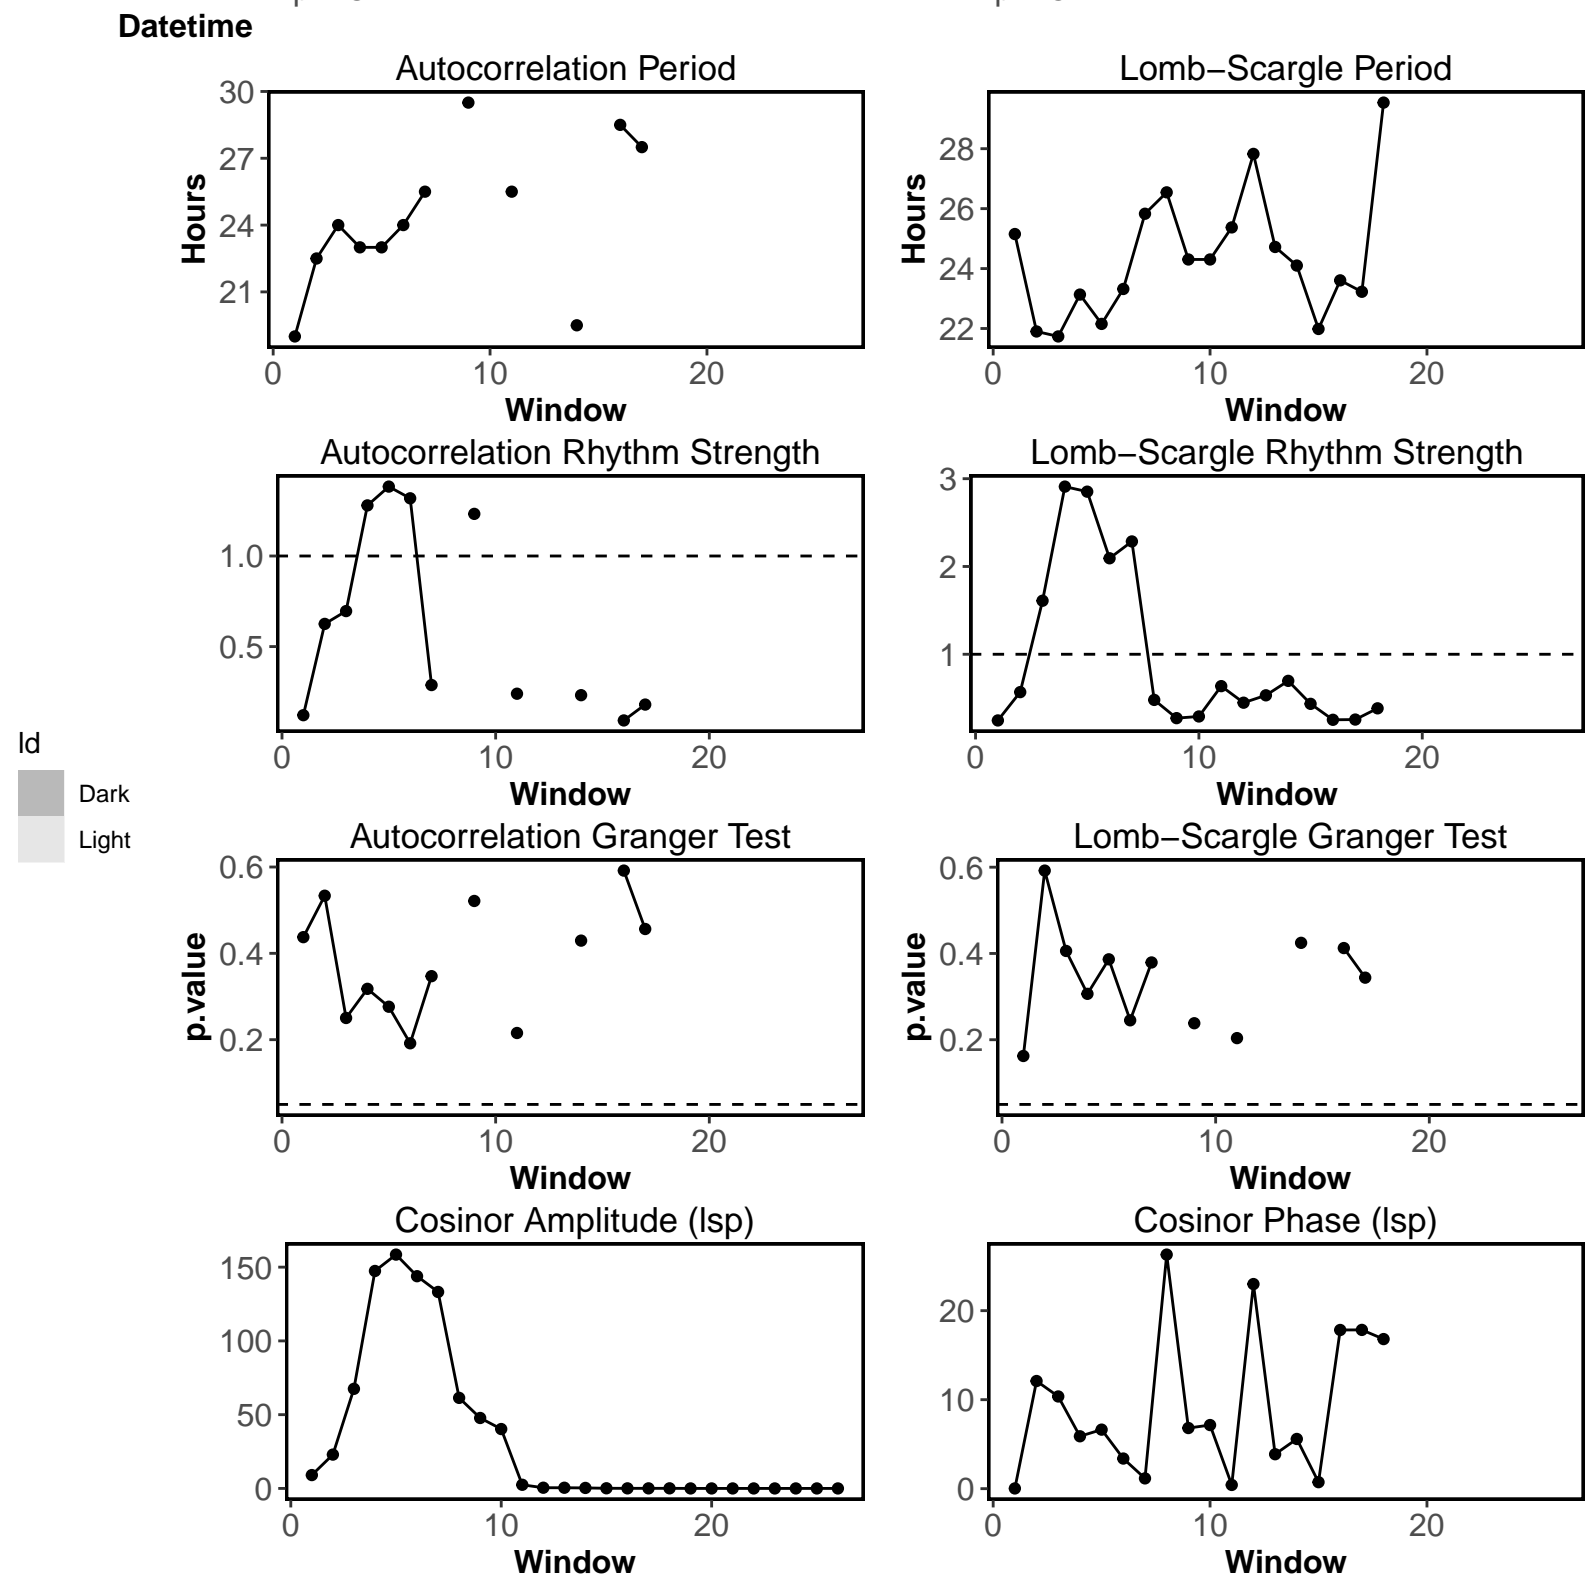 Datetime
Autocorrelation Period Lomb−Scargle Period
30
27
24
21
Hours
28
26
24
22
Hours
0 10 20 0 10 20
Window Window
Autocorrelation Rhythm Strength Lomb−Scargle Rhythm Strength
1.0
0.5
3
2
1
0 10 20 0 10 20
Window Window
ld
Dark
Light
Autocorrelation Granger Test Lomb−Scargle Granger Test
0.6
0.4
0.2
p.value
0.6
0.4
0.2
p.value
0 10 20 0 10 20
Window Window
Cosinor Amplitude (lsp) Cosinor Phase (lsp)
150
100
50
0
20
10
0
0 10 20 0 10 20
Window Window